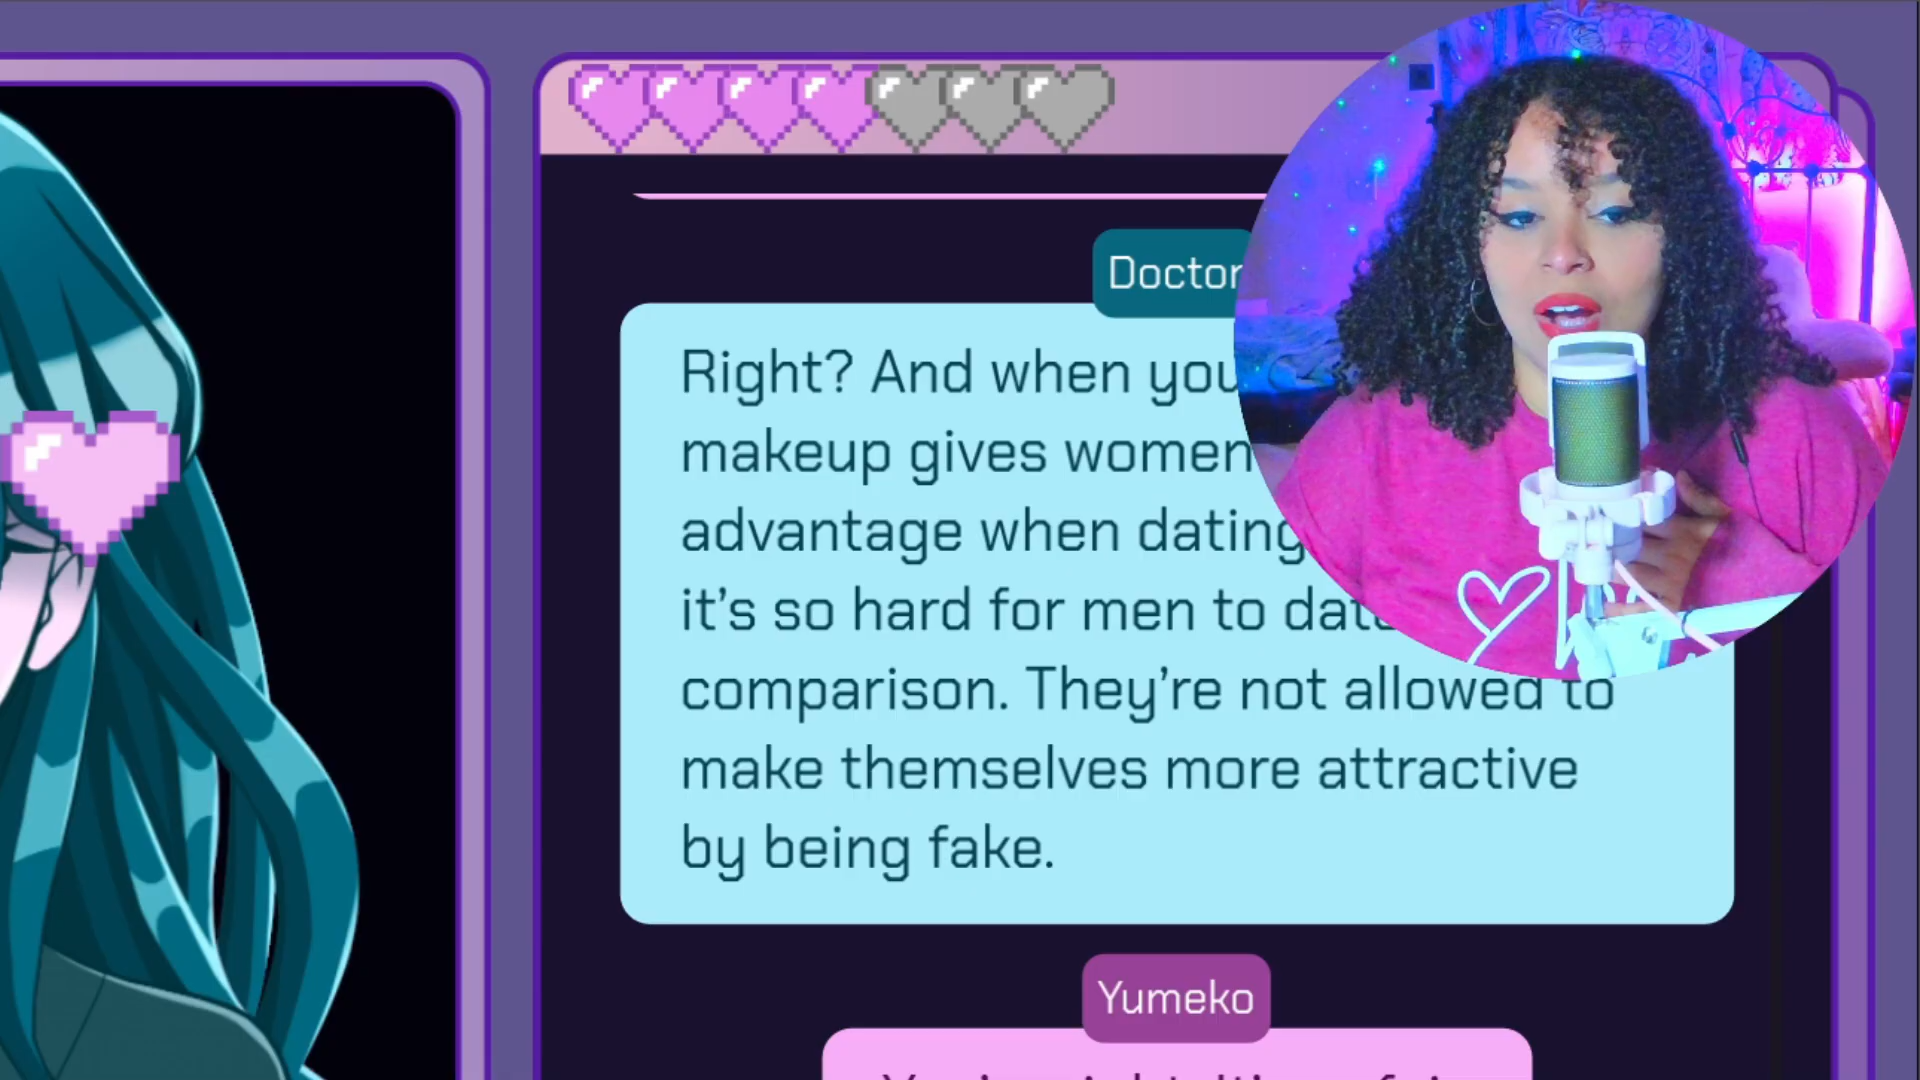 Doctor
Right? And when you
makeup gives women
advantage when dating
it's so hard for men to date
comparison. They're not allowed to
make themselves more attractive
by being fake.
Yumeko